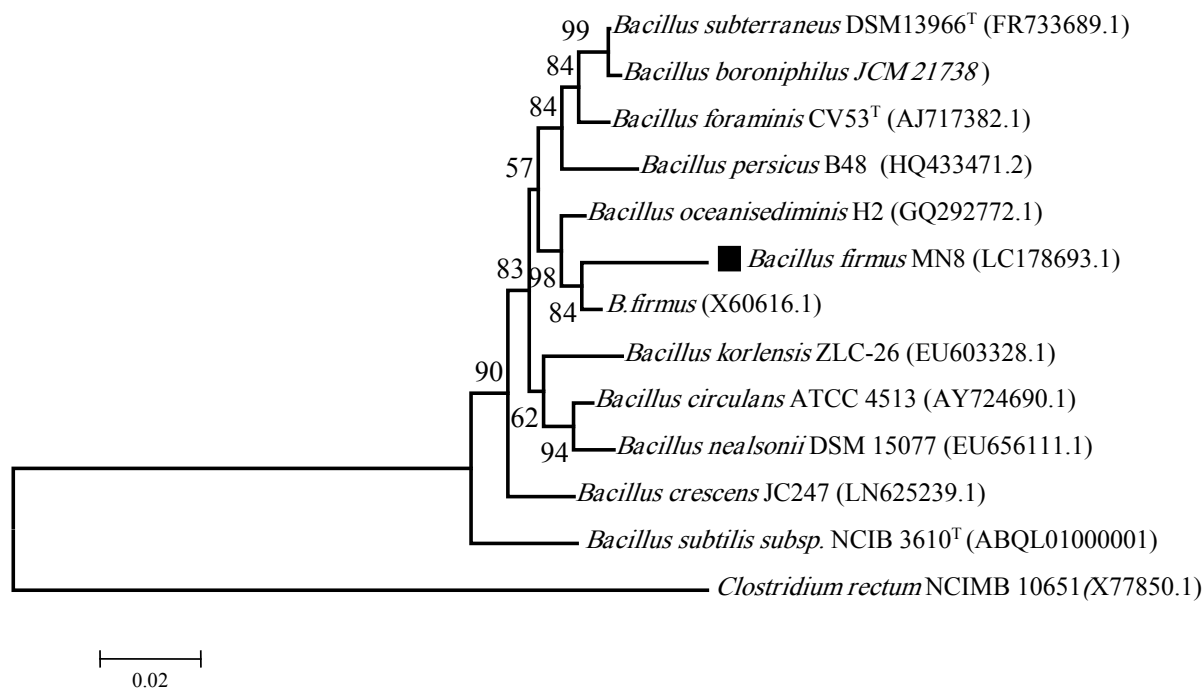 99
Bacillus subterraneus DSM13966ᵀ (FR733689.1)
84
Bacillus boroniphilus JCM 21738 )
84
Bacillus foraminis CV53ᵀ (AJ717382.1)
57
Bacillus persicus B48 (HQ433471.2)
Bacillus oceanisediminis H2 (GQ292772.1)
83
98
Bacillus firmus MN8 (LC178693.1)
84
B.firmus (X60616.1)
90
Bacillus korlensis ZLC-26 (EU603328.1)
62
Bacillus circulans ATCC 4513 (AY724690.1)
94
Bacillus nealsonii DSM 15077 (EU656111.1)
Bacillus crescens JC247 (LN625239.1)
Bacillus subtilis subsp. NCIB 3610ᵀ (ABQL01000001)
Clostridium rectum NCIMB 10651(X77850.1)
0.02